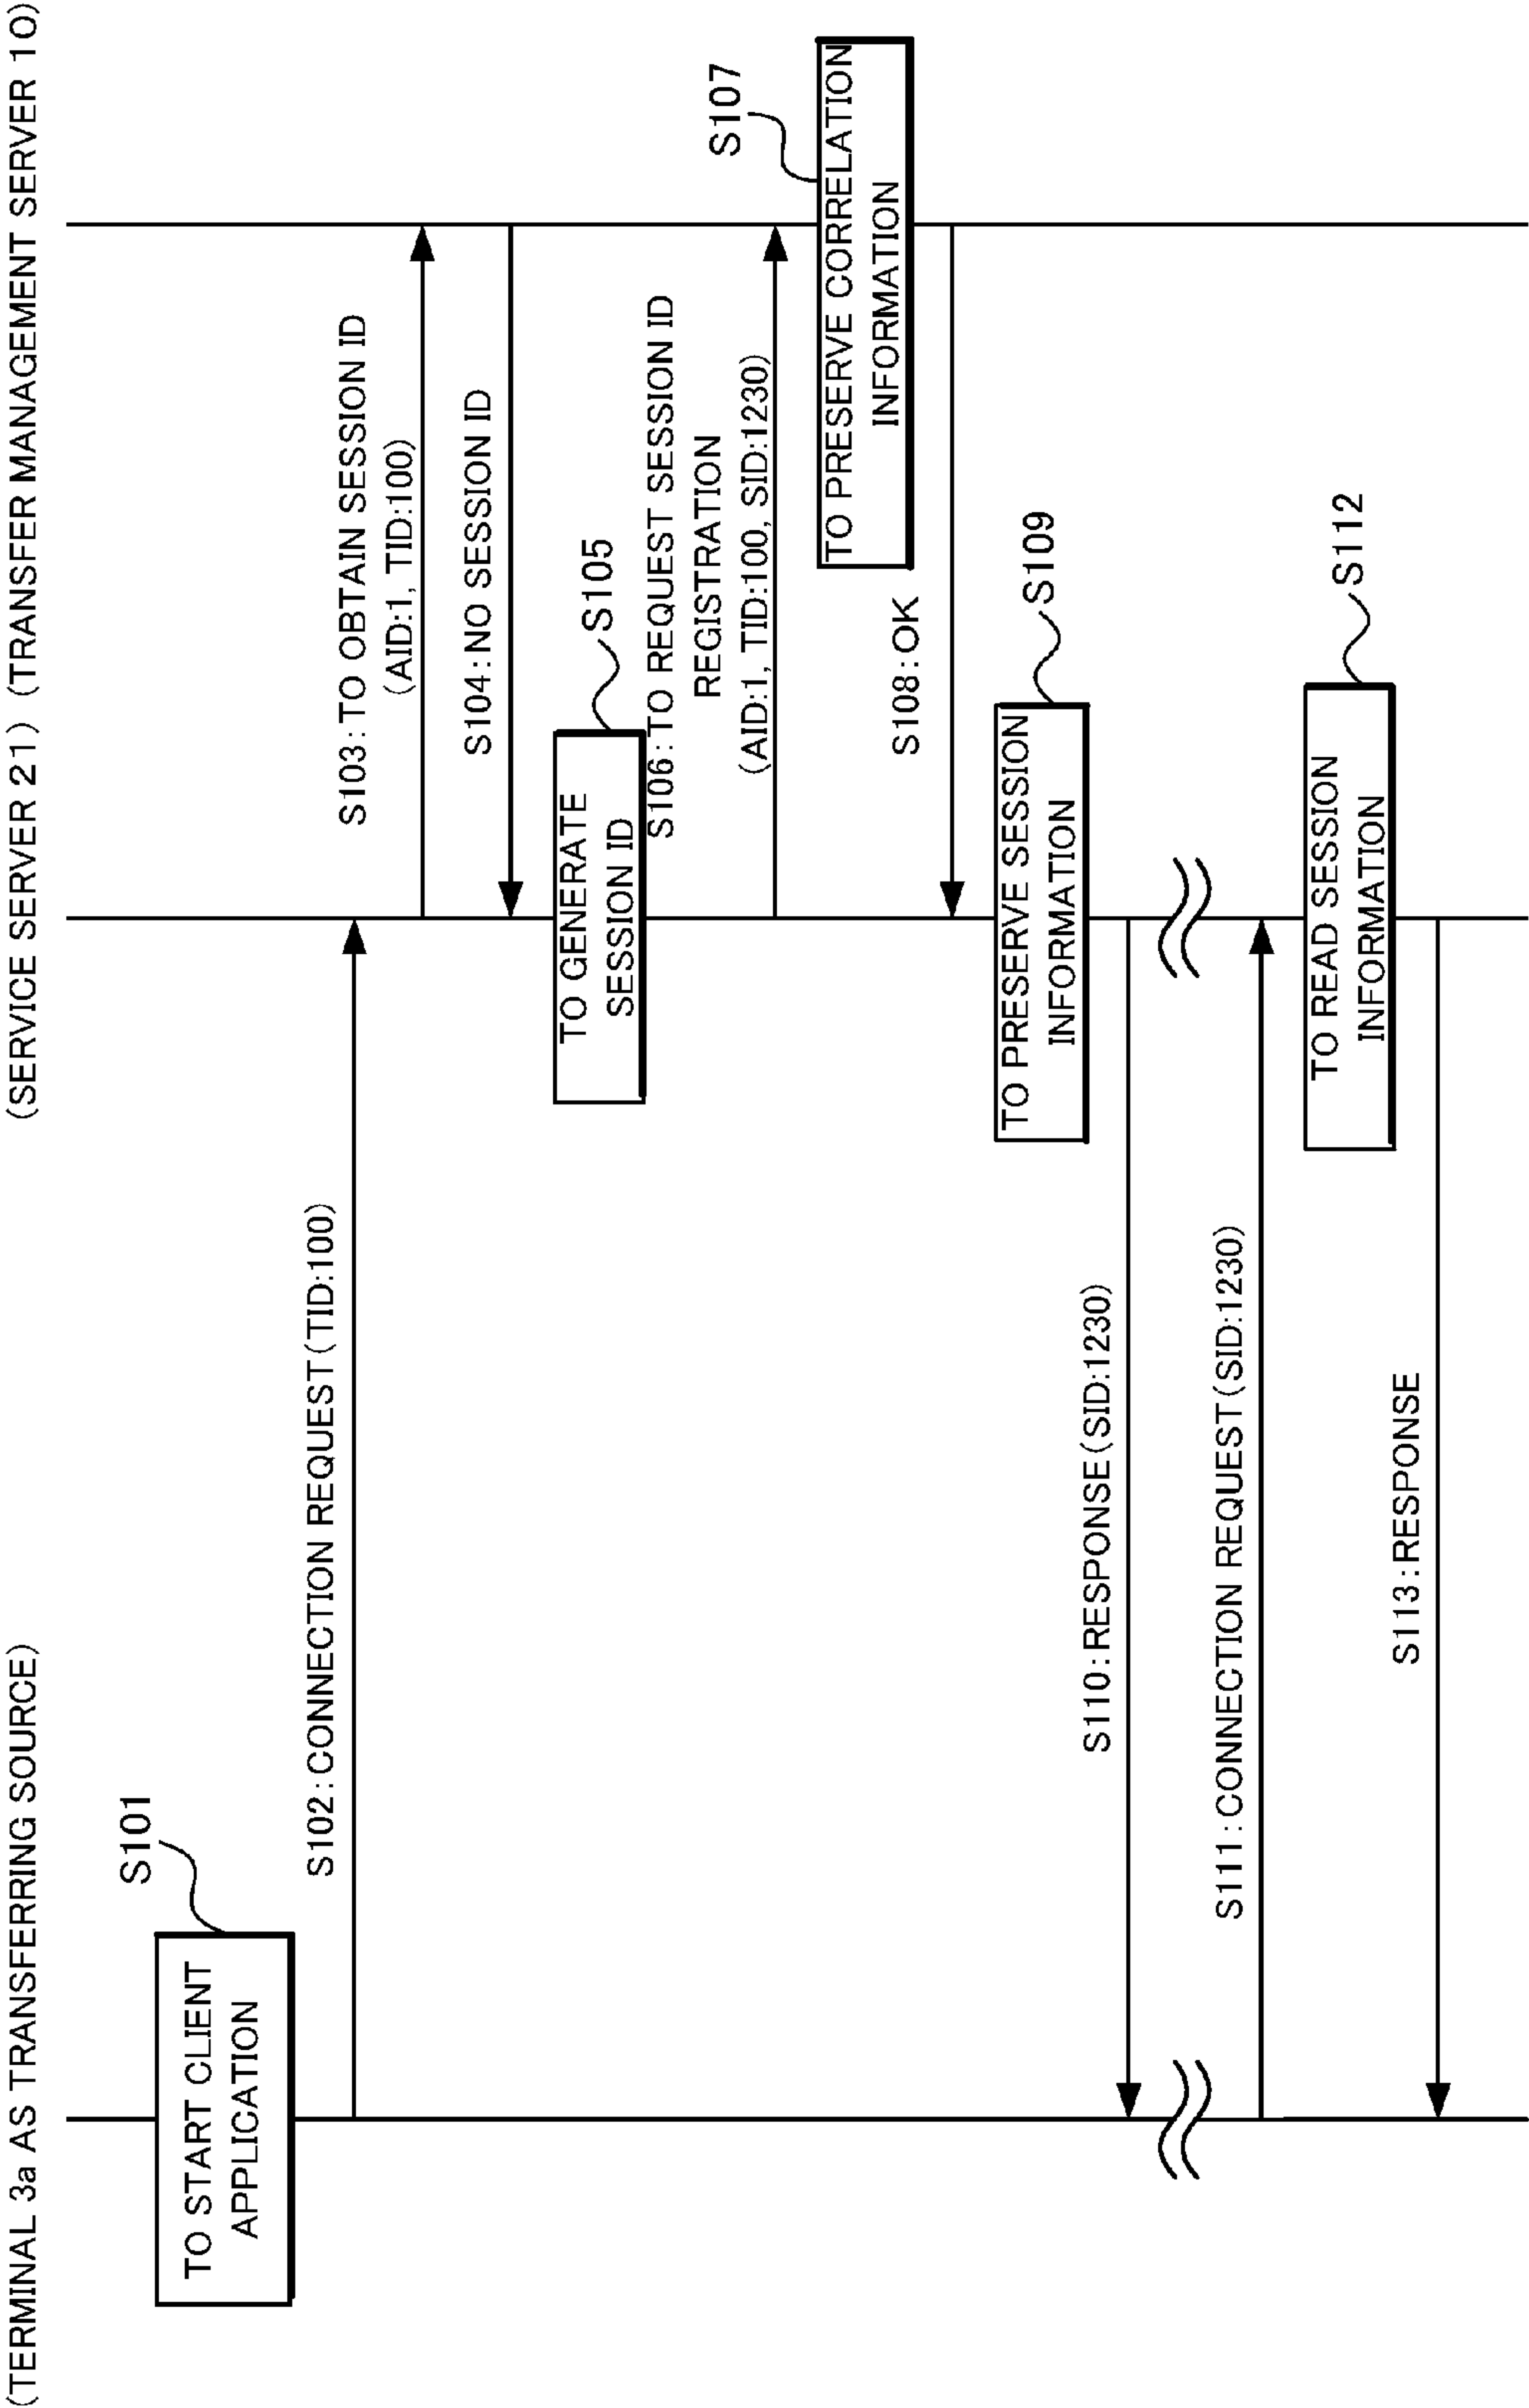 (TERMINAL 3a AS TRANSFERRING SOURCE)
(SERVICE SERVER 21)
(TRANSFER MANAGEMENT SERVER 10)
S101
TO START CLIENT
APPLICATION
S102:CONNECTION REQUEST(TID:100)
S103:TO OBTAIN SESSION ID
(AID:1, TID:100)
S104:NO SESSION ID
S105
TO GENERATE
SESSION ID
S106:TO REQUEST SESSION ID
REGISTRATION
(AID:1, TID:100, SID:1230)
S107
TO PRESERVE CORRELATION
INFORMATION
S108:OK
S109
TO PRESERVE SESSION
INFORMATION
S110:RESPONSE(SID:1230)
S111:CONNECTION REQUEST(SID:1230)
S112
TO READ SESSION
INFORMATION
S113:RESPONSE